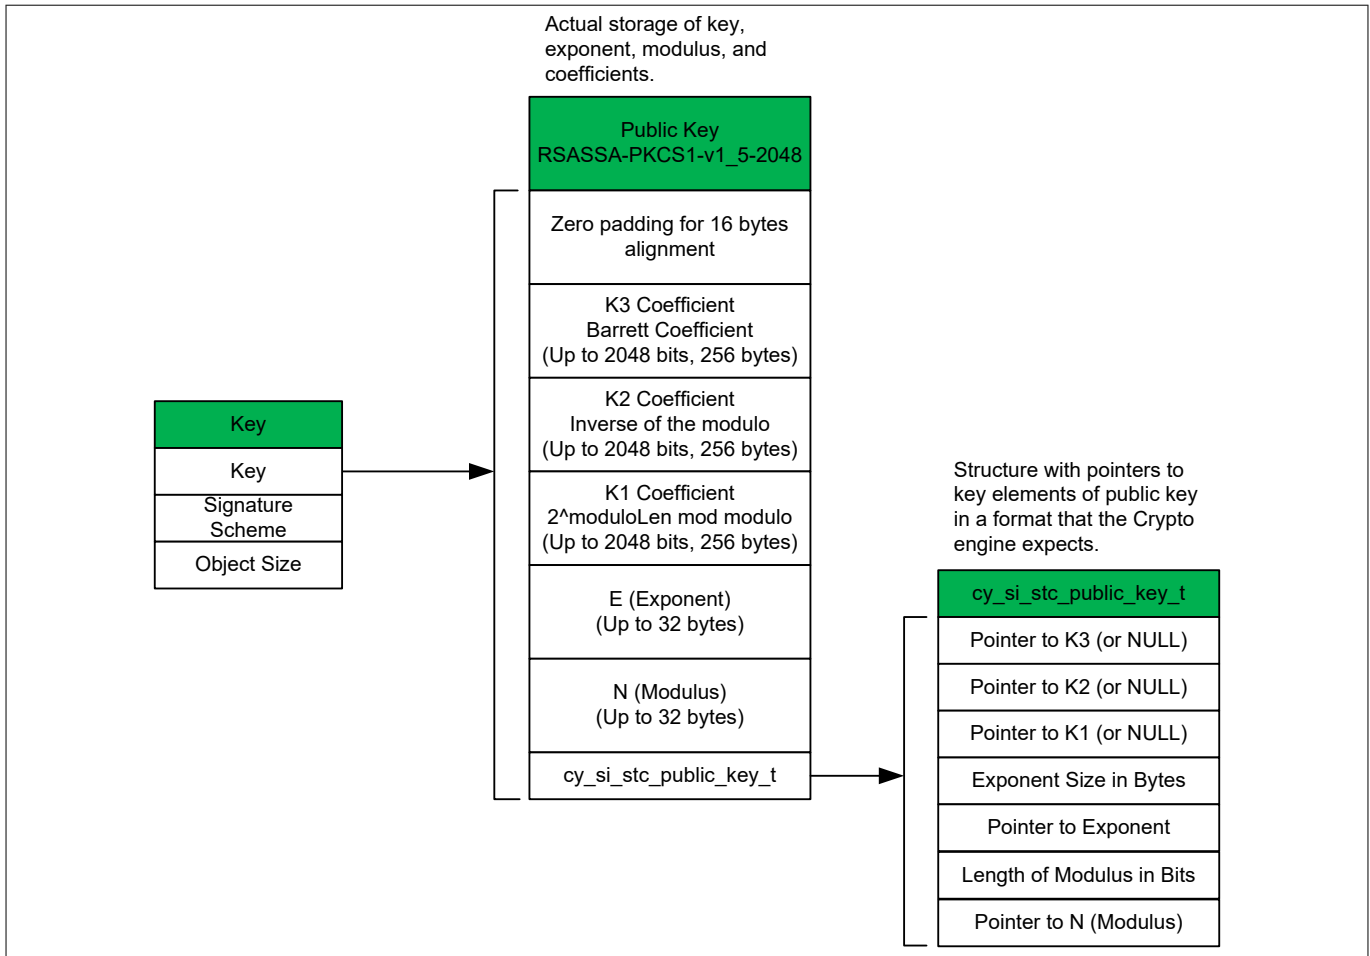 Actual storage of key,
exponent, modulus, and
coefficients.
Public Key
RSASSA-PKCS1-v1_5-2048
Zero padding for 16 bytes
alignment
K3 Coefficient
Barrett Coefficient
(Up to 2048 bits, 256 bytes)
K2 Coefficient
Inverse of the modulo
(Up to 2048 bits, 256 bytes)
K1 Coefficient
2^moduloLen mod modulo
(Up to 2048 bits, 256 bytes)
E (Exponent)
(Up to 32 bytes)
N (Modulus)
(Up to 32 bytes)
cy_si_stc_public_key_t
Key
Key
Signature
Scheme
Object Size
Structure with pointers to
key elements of public key
in a format that the Crypto
engine expects.
cy_si_stc_public_key_t
Pointer to K3 (or NULL)
Pointer to K2 (or NULL)
Pointer to K1 (or NULL)
Exponent Size in Bytes
Pointer to Exponent
Length of Modulus in Bits
Pointer to N (Modulus)